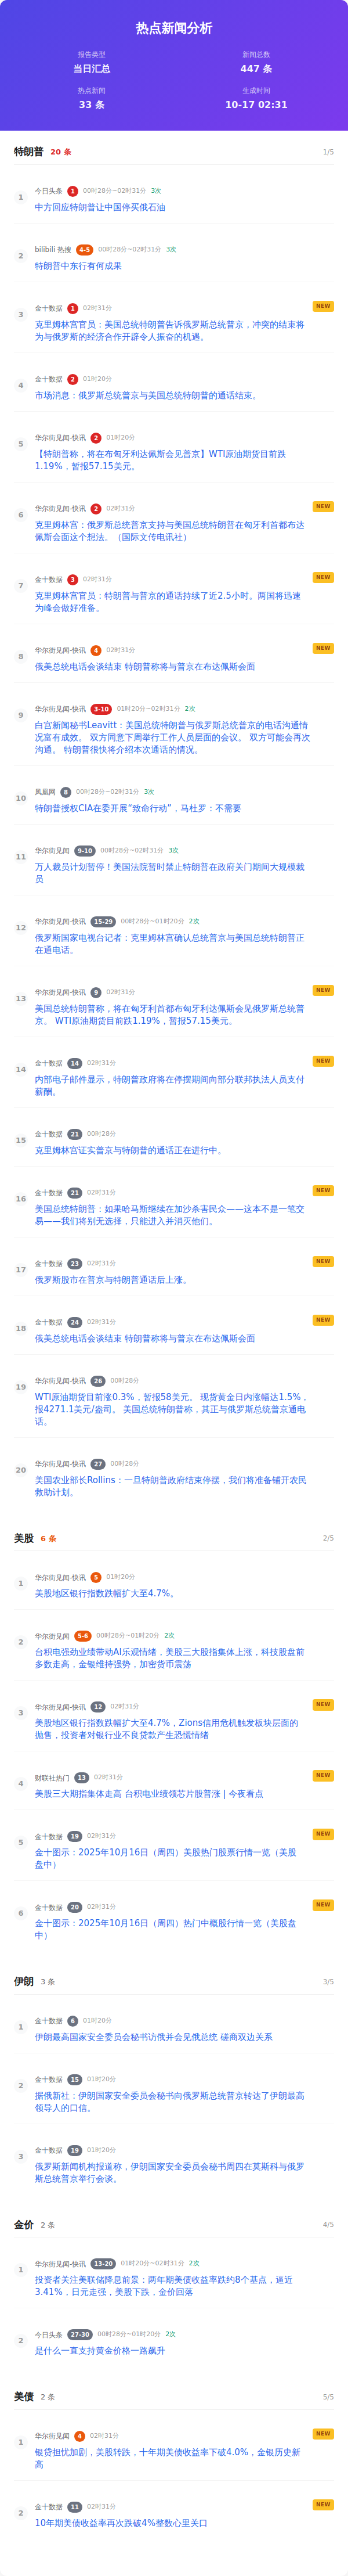 热点新闻分析
报告类型
新闻总数
当日汇总
447 条
热点新闻
生成时间
33 条
10-17 02:31
特朗普 20 条 1/5
1
今日头条 1 00时28分~02时31分 3次
中方回应特朗普让中国停买俄石油
2
bilibili 热搜 4-5 00时28分~02时31分 3次
特朗普中东行有何成果
3
金十数据 1 02时31分 NEW
克里姆林宫官员：美国总统特朗普告诉俄罗斯总统普京，冲突的结束将
为与俄罗斯的经济合作开辟令人振奋的机遇。
4
金十数据 2 01时20分
市场消息：俄罗斯总统普京与美国总统特朗普的通话结束。
5
华尔街见闻-快讯 2 01时20分
【特朗普称，将在布匈牙利达佩斯会见普京】WTI原油期货目前跌
1.19%，暂报57.15美元。
6
华尔街见闻-快讯 2 02时31分 NEW
克里姆林宫：俄罗斯总统普京支持与美国总统特朗普在匈牙利首都布达
佩斯会面这个想法。（国际文传电讯社）
7
金十数据 3 02时31分 NEW
克里姆林宫官员：特朗普与普京的通话持续了近2.5小时。两国将迅速
为峰会做好准备。
8
华尔街见闻-快讯 4 02时31分 NEW
俄美总统电话会谈结束 特朗普称将与普京在布达佩斯会面
9
华尔街见闻-快讯 3-10 01时20分~02时31分 2次
白宫新闻秘书Leavitt：美国总统特朗普与俄罗斯总统普京的电话沟通情
况富有成效。 双方同意下周举行工作人员层面的会议。 双方可能会再次
沟通。 特朗普很快将介绍本次通话的情况。
10
凤凰网 8 00时28分~02时31分 3次
特朗普授权CIA在委开展“致命行动”，马杜罗：不需要
11
华尔街见闻 9-10 00时28分~02时31分 3次
万人裁员计划暂停！美国法院暂时禁止特朗普在政府关门期间大规模裁
员
12
华尔街见闻-快讯 15-29 00时28分~01时20分 2次
俄罗斯国家电视台记者：克里姆林宫确认总统普京与美国总统特朗普正
在通电话。
13
华尔街见闻-快讯 9 02时31分 NEW
美国总统特朗普称，将在匈牙利首都布匈牙利达佩斯会见俄罗斯总统普
京。 WTI原油期货目前跌1.19%，暂报57.15美元。
14
金十数据 14 02时31分 NEW
内部电子邮件显示，特朗普政府将在停摆期间向部分联邦执法人员支付
薪酬。
15
金十数据 21 00时28分
克里姆林宫证实普京与特朗普的通话正在进行中。
16
金十数据 21 02时31分 NEW
美国总统特朗普：如果哈马斯继续在加沙杀害民众——这本不是一笔交
易——我们将别无选择，只能进入并消灭他们。
17
金十数据 23 02时31分 NEW
俄罗斯股市在普京与特朗普通话后上涨。
18
金十数据 24 02时31分 NEW
俄美总统电话会谈结束 特朗普称将与普京在布达佩斯会面
19
华尔街见闻-快讯 26 00时28分
WTI原油期货目前涨0.3%，暂报58美元。 现货黄金日内涨幅达1.5%，
报4271.1美元/盎司。 美国总统特朗普称，其正与俄罗斯总统普京通电
话。
20
华尔街见闻-快讯 27 00时28分
美国农业部长Rollins：一旦特朗普政府结束停摆，我们将准备铺开农民
救助计划。
美股 6 条 2/5
1
华尔街见闻-快讯 5 01时20分
美股地区银行指数跌幅扩大至4.7%。
2
华尔街见闻 5-6 00时28分~01时20分 2次
台积电强劲业绩带动AI乐观情绪，美股三大股指集体上涨，科技股盘前
多数走高，金银维持强势，加密货币震荡
3
华尔街见闻-快讯 12 02时31分 NEW
美股地区银行指数跌幅扩大至4.7%，Zions信用危机触发板块层面的
抛售，投资者对银行业不良贷款产生恐慌情绪
4
财联社热门 13 02时31分 NEW
美股三大期指集体走高 台积电业绩领芯片股普涨 | 今夜看点
5
金十数据 19 02时31分 NEW
金十图示：2025年10月16日（周四）美股热门股票行情一览（美股
盘中）
6
金十数据 20 02时31分 NEW
金十图示：2025年10月16日（周四）热门中概股行情一览（美股盘
中）
伊朗 3 条 3/5
1
金十数据 6 01时20分
伊朗最高国家安全委员会秘书访俄并会见俄总统 磋商双边关系
2
金十数据 15 01时20分
据俄新社：伊朗国家安全委员会秘书向俄罗斯总统普京转达了伊朗最高
领导人的口信。
3
金十数据 19 01时20分
俄罗斯新闻机构报道称，伊朗国家安全委员会秘书周四在莫斯科与俄罗
斯总统普京举行会谈。
金价 2 条 4/5
1
华尔街见闻-快讯 13-20 01时20分~02时31分 2次
投资者关注美联储降息前景：两年期美债收益率跌约8个基点，逼近
3.41%，日元走强，美股下跌，金价回落
2
今日头条 27-30 00时28分~01时20分 2次
是什么一直支持黄金价格一路飙升
美债 2 条 5/5
1
华尔街见闻 4 02时31分 NEW
银贷担忧加剧，美股转跌，十年期美债收益率下破4.0%，金银历史新
高
2
金十数据 11 02时31分 NEW
10年期美债收益率再次跌破4%整数心里关口